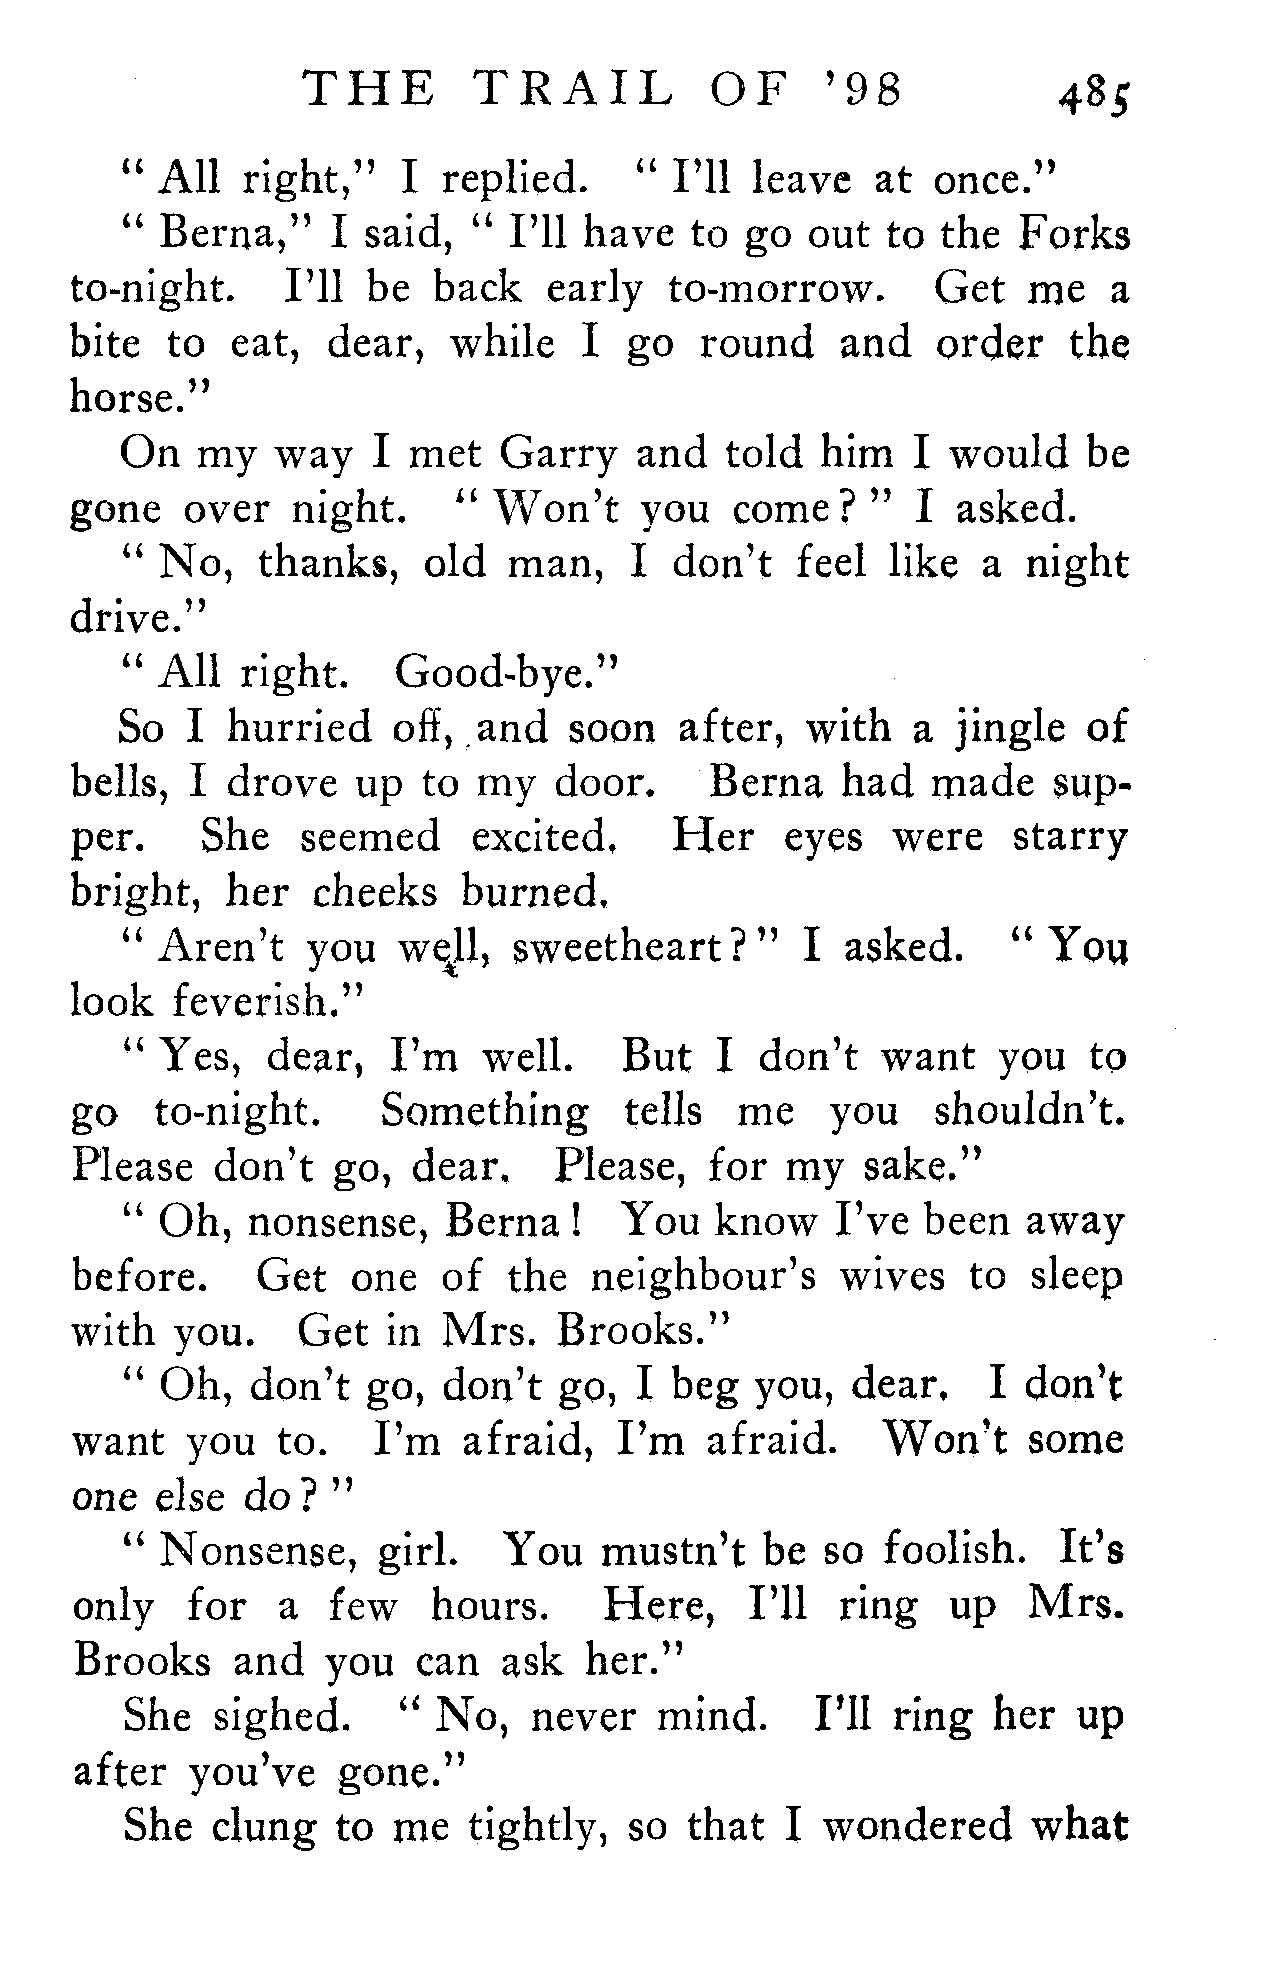 THE TRAIL OF '98 485
" All right," I replied. " I'll leave at once."
" Berna," I said, " I'll have to go out to the Forks
to-night. I'll be back early to-morrow. Get me a
bite to eat, dear, while I go round and order the
horse."
On my way I met Garry and told him I would be
gone over night. " Won't you come? " I asked.
" No, thanks, old man, I don't feel like a night
drive."
" All right. Good-bye."
So I hurried off, and soon after, with a jingle of
bells, I drove up to my door. Berna had made sup-
per. She seemed excited. Her eyes were starry
bright, her cheeks burned.
" Aren't you well, sweetheart? " I asked. " You
look feverish."
" Yes, dear, I'm well. But I don't want you to
go to-night. Something tells me you shouldn't.
Please don't go, dear. Please, for my sake."
" Oh, nonsense, Berna! You know I've been away
before. Get one of the neighbour's wives to sleep
with you. Get in Mrs. Brooks."
" Oh, don't go, don't go, I beg you, dear. I don't
want you to. I'm afraid, I'm afraid. Won't some
one else do? "
" Nonsense, girl. You mustn't be so foolish. It's
only for a few hours. Here, I'll ring up Mrs.
Brooks and you can ask her."
She sighed. " No, never mind. I'll ring her up
after you've gone."
She clung to me tightly, so that I wondered what